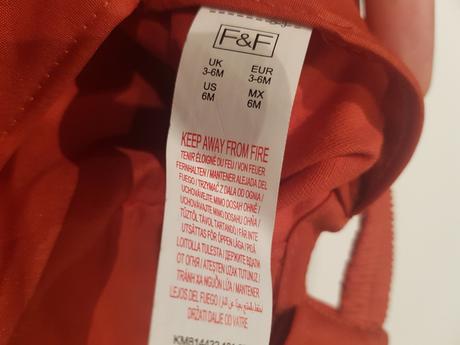 F&F
UK
3-6M
EUR
3-6M
US
6M
MX
6M
KEEP AWAY FROM FIRE
TENIR ÉLOIGNÉ DU FEU / VON FEUER
FERNHALTEN / MANTENER ALEJADA DEL
FUEGO / TRZYMAĆ Z DALA OD OGNIA /
UCHOVÁVEJTE MIMO DOSAH OHNĚ /
UCHOVÁVAJTE MIMO DOSAHU OHŇA /
TŰZTŐL TÁVOL TARTANDÓ / FÅR INTE
UTSÄTTAS FÖR ÖPPEN LÅGA / PUA
LOITOLLA TULESTA / ДЕРЖИТЕ ВДАЛИ
ОТ ОГНЯ / ATEŞTEN UZAK TUTUNUZ /
TRÁNH XA NGUỒN LỬA / MANTENER
LEJOS DEL FUEGO /
DRŽATI DALJE OD VATRE